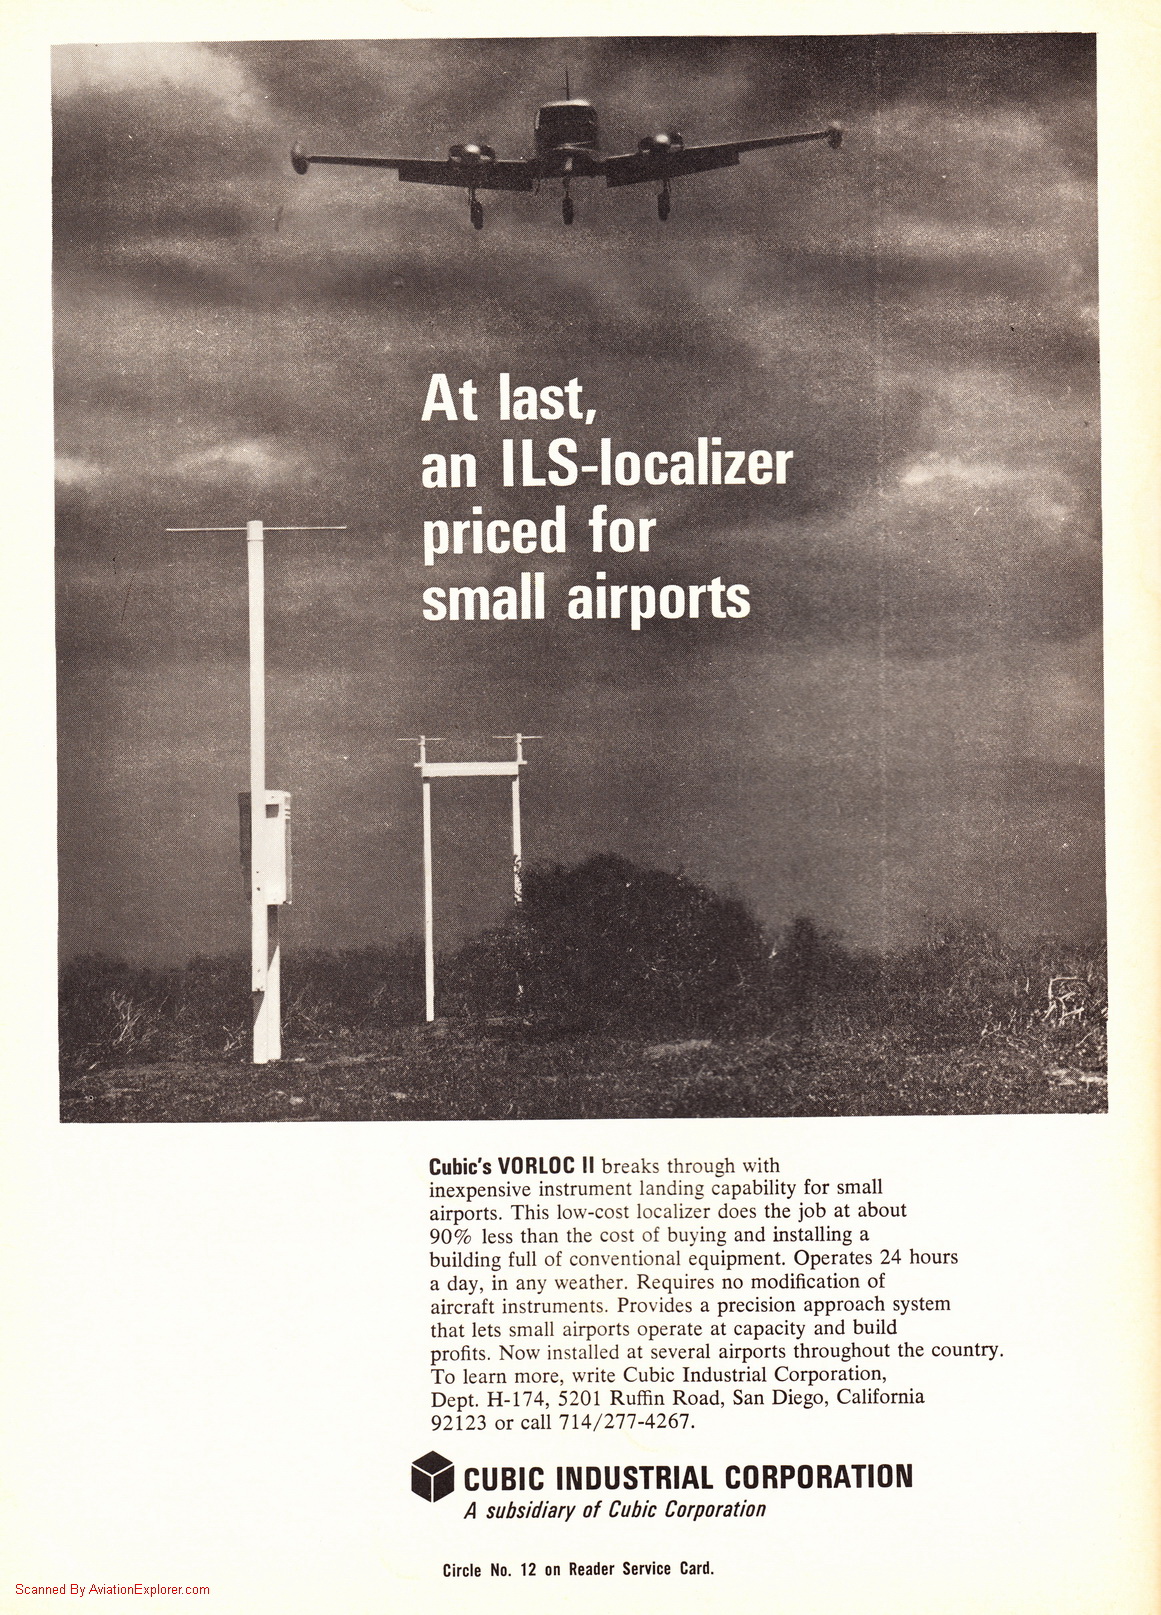 At last,
an ILS-localizer
priced for
small airports
Cubic's VORLOC II breaks through with
inexpensive instrument landing capability for small
airports. This low-cost localizer does the job at about
90% less than the cost of buying and installing a
building full of conventional equipment. Operates 24 hours
a day, in any weather. Requires no modification of
aircraft instruments. Provides a precision approach system
that lets small airports operate at capacity and build
profits. Now installed at several airports throughout the country.
To learn more, write Cubic Industrial Corporation,
Dept. H-174, 5201 Ruffin Road, San Diego, California
92123 or call 714/277-4267.
CUBIC INDUSTRIAL CORPORATION
A subsidiary of Cubic Corporation
Circle No. 12 on Reader Service Card.
Scanned By AviationExplorer.com